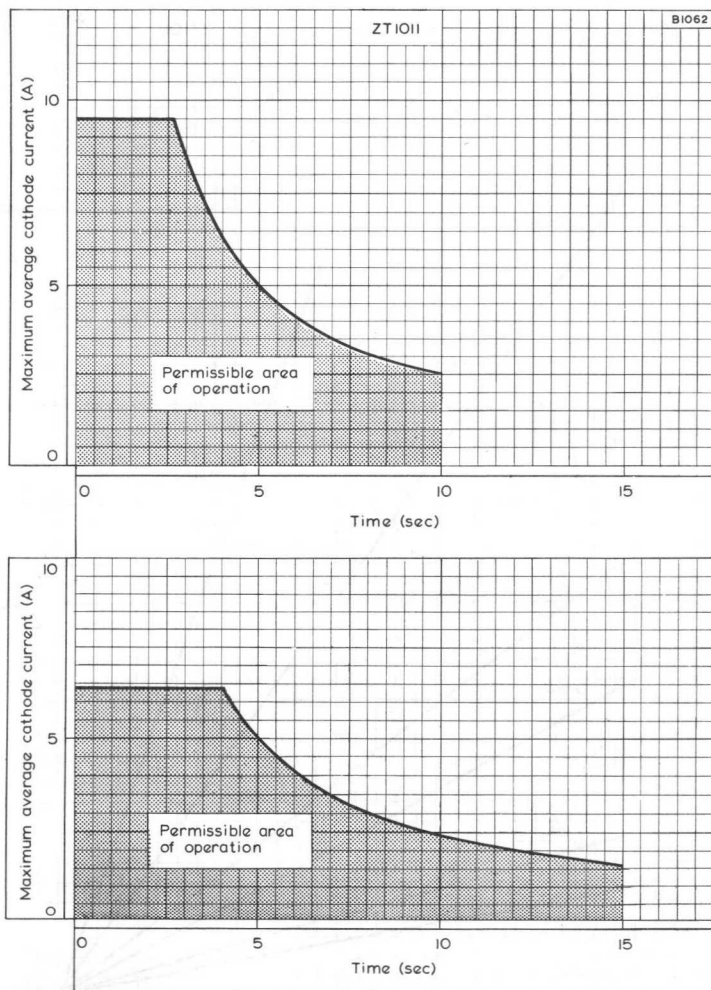 ZT1011
B1062
Maximum average cathode current (A)
10
5
0
Permissible area
of operation
0 5 10 15
Time (sec)
Maximum average cathode current (A)
10
5
0
Permissible area
of operation
0 5 10 15
Time (sec)